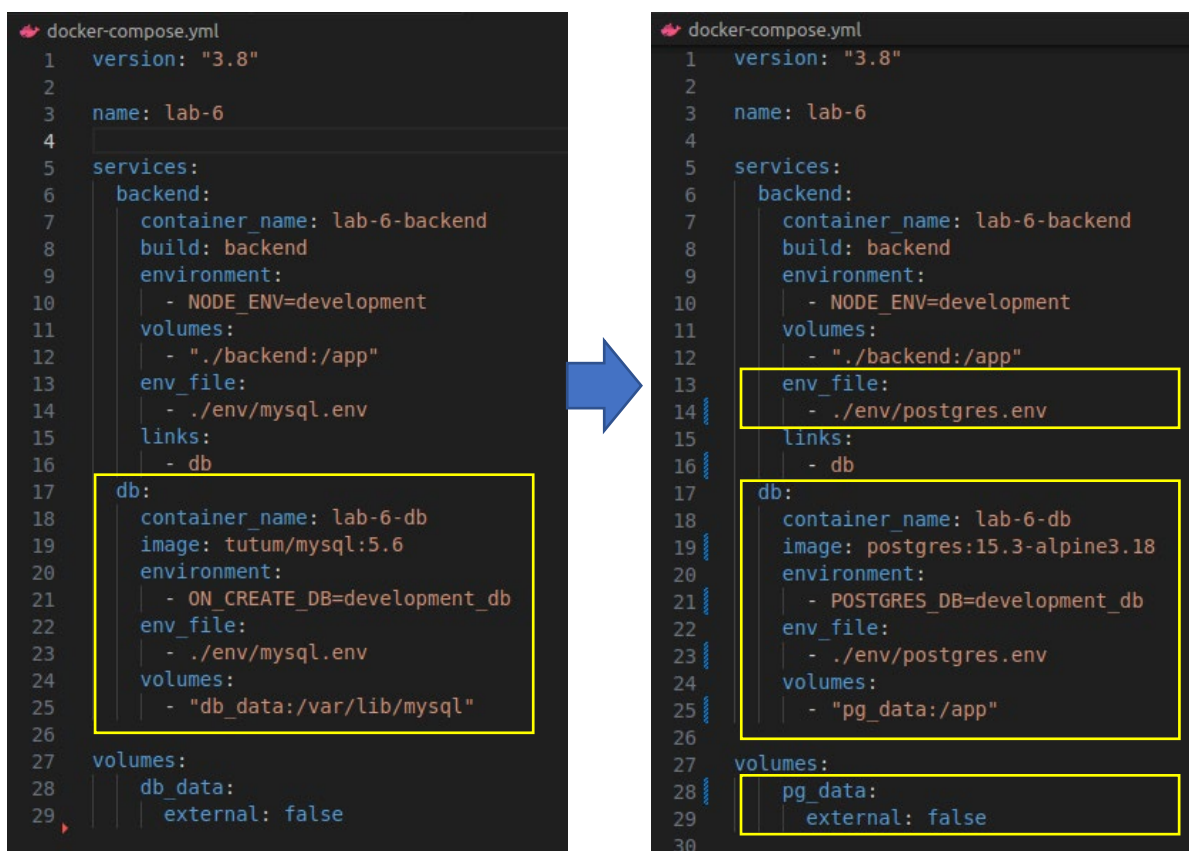 docker-compose.yml
1 version: "3.8"
2
3 name: lab-6
4
5 services:
6 backend:
7 container_name: lab-6-backend
8 build: backend
9 environment:
10 - NODE_ENV=development
11 volumes:
12 - "./backend:/app"
13 env_file:
14 - ./env/mysql.env
15 links:
16 - db
17 db:
18 container_name: lab-6-db
19 image: tutum/mysql:5.6
20 environment:
21 - ON_CREATE_DB=development_db
22 env_file:
23 - ./env/mysql.env
24 volumes:
25 - "db_data:/var/lib/mysql"
26
27 volumes:
28 db_data:
29 external: false
docker-compose.yml
1 version: "3.8"
2
3 name: lab-6
4
5 services:
6 backend:
7 container_name: lab-6-backend
8 build: backend
9 environment:
10 - NODE_ENV=development
11 volumes:
12 - "./backend:/app"
13 env_file:
14 - ./env/postgres.env
15 links:
16 - db
17 db:
18 container_name: lab-6-db
19 image: postgres:15.3-alpine3.18
20 environment:
21 - POSTGRES_DB=development_db
22 env_file:
23 - ./env/postgres.env
24 volumes:
25 - "pg_data:/app"
26
27 volumes:
28 pg_data:
29 external: false
30